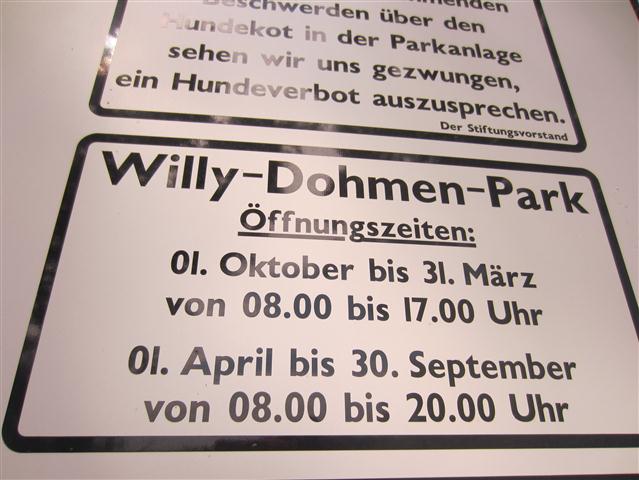 Beschwerden über den
Hundekot in der Parkanlage
sehen wir uns gezwungen,
ein Hundeverbot auszusprechen.
Der Stiftungsvorstand
Willy-Dohmen-Park
Öffnungszeiten:
01. Oktober bis 31. März
von 08.00 bis 17.00 Uhr
01. April bis 30. September
von 08.00 bis 20.00 Uhr